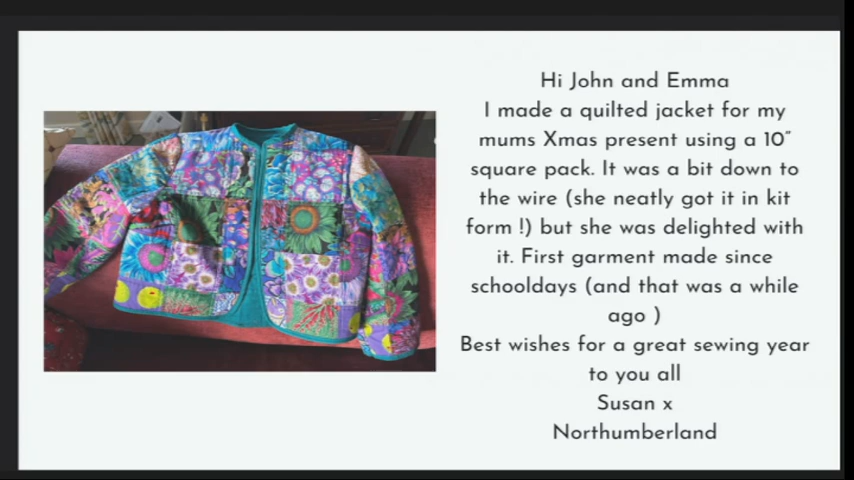 Hi John and Emma
I made a quilted jacket for my
mums Xmas present using a 10"
square pack. It was a bit down to
the wire (she neatly got it in kit
form !) but she was delighted with
it. First garment made since
schooldays (and that was a while
ago )
Best wishes for a great sewing year
to you all
Susan x
Northumberland